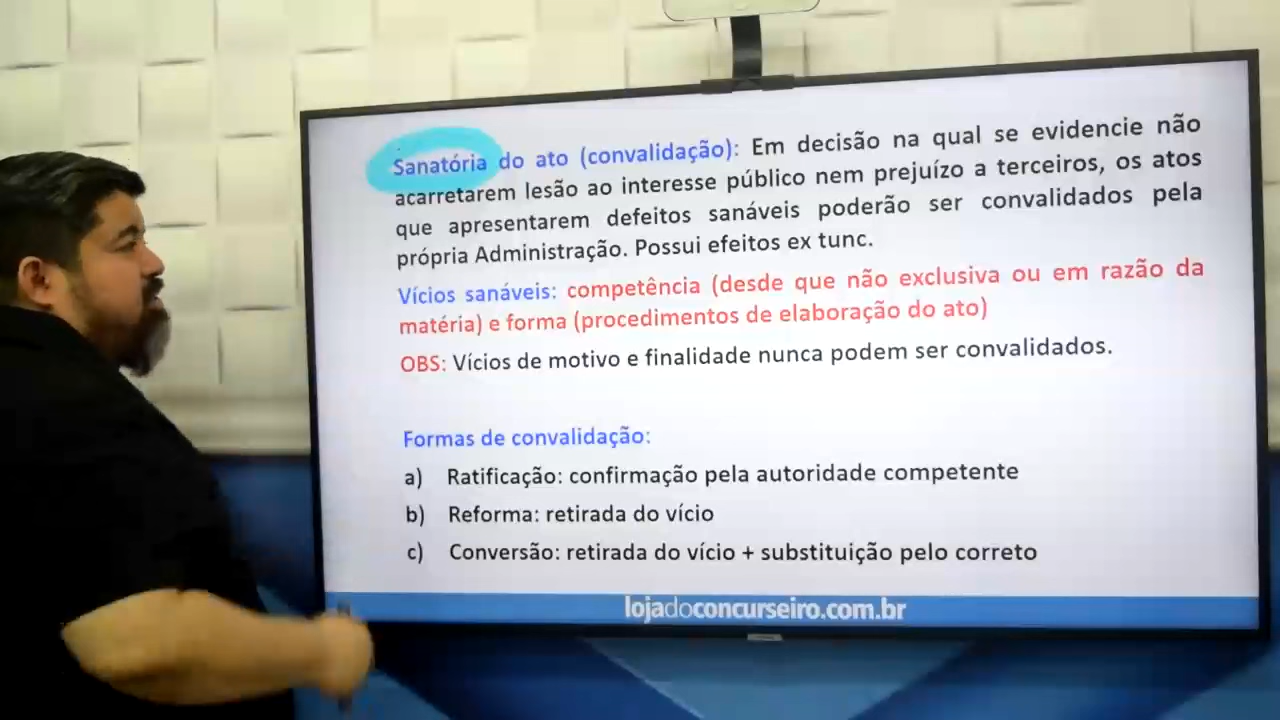 Sanatória do ato (convalidação): Em decisão na qual se evidencie não
acarretarem lesão ao interesse público nem prejuízo a terceiros, os atos
que apresentarem defeitos sanáveis poderão ser convalidados pela
própria Administração. Possui efeitos ex tunc.
Vícios sanáveis: competência (desde que não exclusiva ou em razão da
matéria) e forma (procedimentos de elaboração do ato)
OBS: Vícios de motivo e finalidade nunca podem ser convalidados.
Formas de convalidação:
a) Ratificação: confirmação pela autoridade competente
b) Reforma: retirada do vício
c) Conversão: retirada do vício + substituição pelo correto
lojadoconcurseiro.com.br